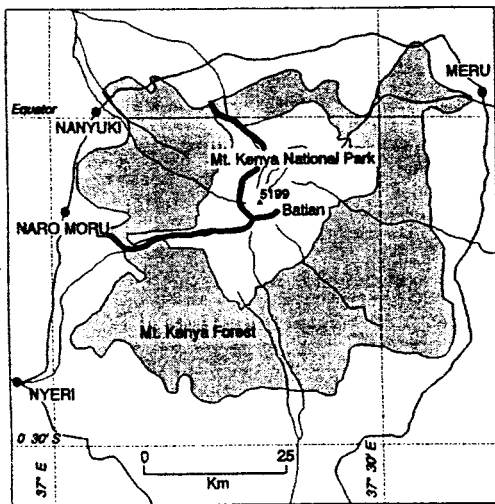 MERU
Equator
NANYUKI
Mt. Kenya National Park
5199
Batian
NARO MORU
Mt. Kenya Forest
NYERI
0 30' S
0 25
Km
37° E
37° 30' E